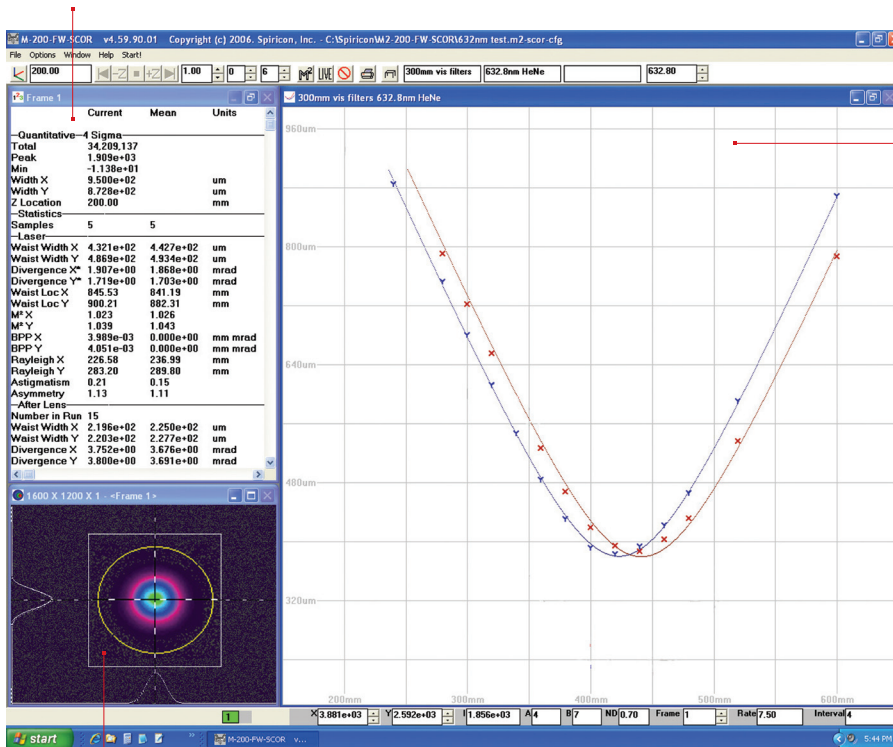 M-200-FW-SCOR v4.59.90.01 Copyright (c) 2006. Spiricon, Inc. - C:\Spiricon\M2-200-FW-SCOR\632nm test.m2-scor-cfg
File Options Window Help Start!
200.00 -Z +Z 1.00 0 6 M² LIVE 300mm vis filters 632.8nm HeNe 632.80
Frame 1
Current Mean Units
Quantitative--4 Sigma
Total 34,209,137
Peak 1.909e+03
Min -1.138e+01
Width X 9.500e+02 um
Width Y 8.728e+02 um
Z Location 200.00 mm
Statistics
Samples 5 5
Laser
Waist Width X 4.321e+02 4.427e+02 um
Waist Width Y 4.869e+02 4.934e+02 um
Divergence X* 1.907e+00 1.868e+00 mrad
Divergence Y* 1.719e+00 1.703e+00 mrad
Waist Loc X 845.53 841.19 mm
Waist Loc Y 900.21 882.31 mm
M² X 1.023 1.026
M² Y 1.039 1.043
BPP X 3.989e-03 0.000e+00 mm mrad
BPP Y 4.051e-03 0.000e+00 mm mrad
Rayleigh X 226.58 236.99 mm
Rayleigh Y 283.20 289.80 mm
Astigmatism 0.21 0.15
Asymmetry 1.13 1.11
After Lens
Number in Run 15
Waist Width X 2.196e+02 2.250e+02 um
Waist Width Y 2.203e+02 2.277e+02 um
Divergence X 3.752e+00 3.676e+00 mrad
Divergence Y 3.800e+00 3.691e+00 mrad
1600 X 1200 X 1 - <Frame 1>
300mm vis filters 632.8nm HeNe
960um
800um
640um
480um
320um
200mm 300mm 400mm 500mm 600mm
1 X 3.881e+03 Y 2.592e+03 I 1.856e+03 A 4 B 7 ND 0.70 Frame 1 Rate 7.50 Interval 4
start M-200-FW-SCOR v... 5:44 PM